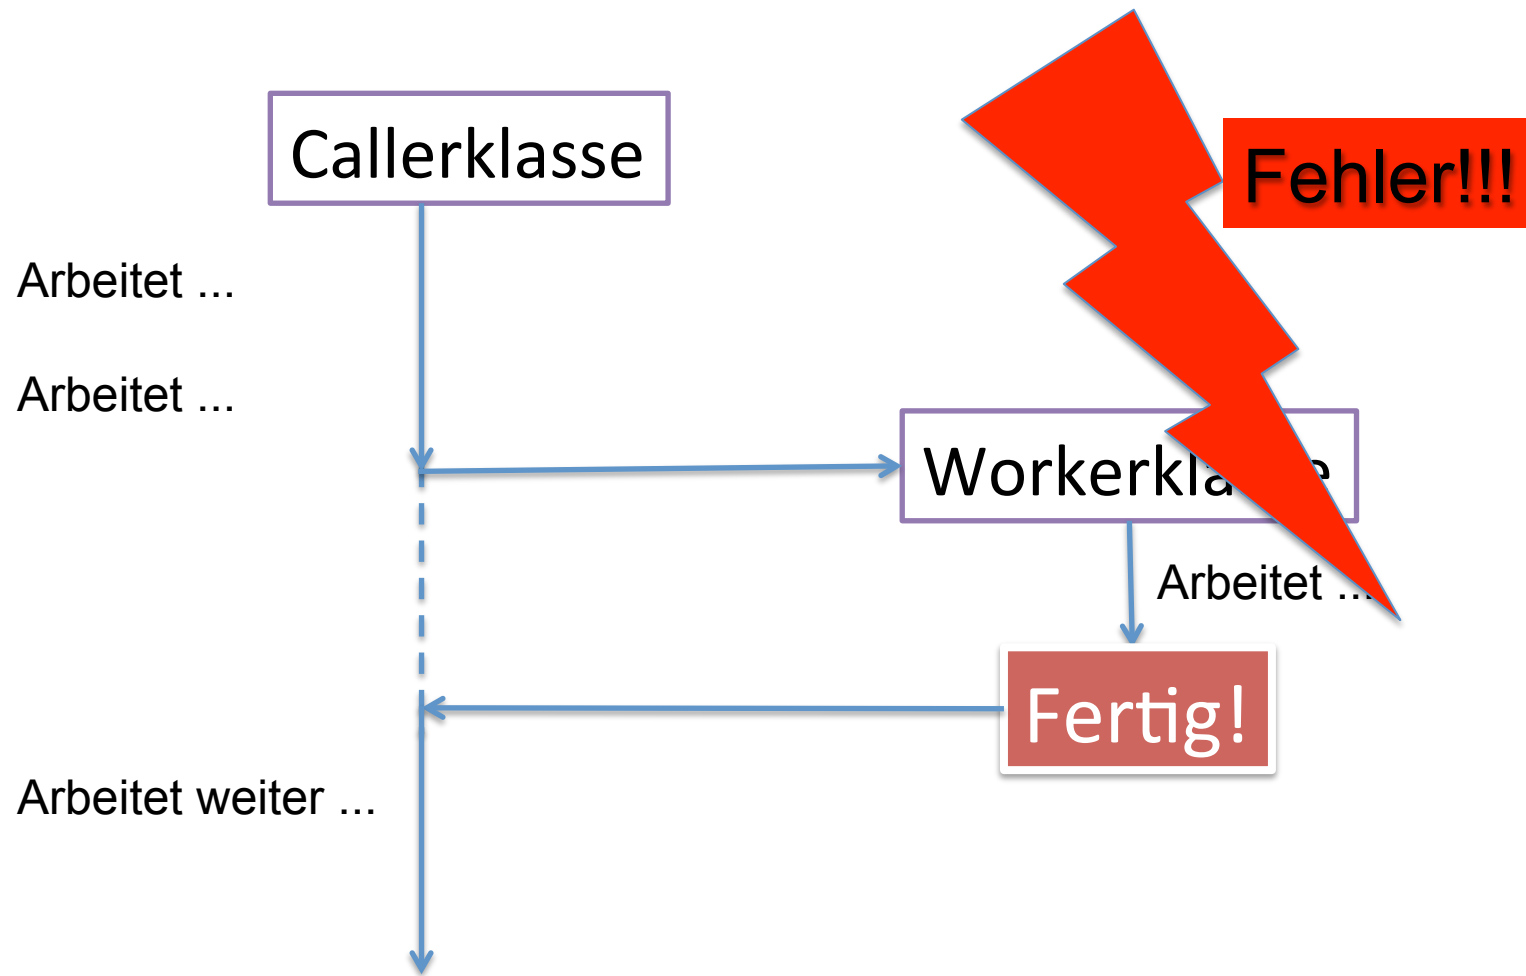 Callerklasse
Fehler!!!
Arbeitet ...
Arbeitet ...
Arbeitet ...
Fertig!
Arbeitet weiter ...